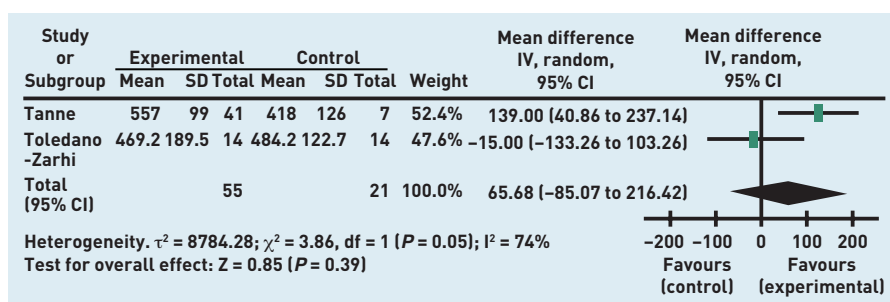 Study or Subgroup Experimental Control Mean difference IV, random, 95% CI Mean difference IV, random, 95% CI
Mean SD Total Mean SD Total Weight
Tanne 557 99 41 418 126 7 52.4% 139.00 (40.86 to 237.14)
Toledano-Zarhi 469.2 189.5 14 484.2 122.7 14 47.6% −15.00 (−133.26 to 103.26)
Total (95% CI) 55 21 100.0% 65.68 (−85.07 to 216.42)
Heterogeneity. τ² = 8784.28; χ² = 3.86, df = 1 (P = 0.05); I² = 74%
Test for overall effect: Z = 0.85 (P = 0.39)
−200 −100 0 100 200
Favours (control) Favours (experimental)